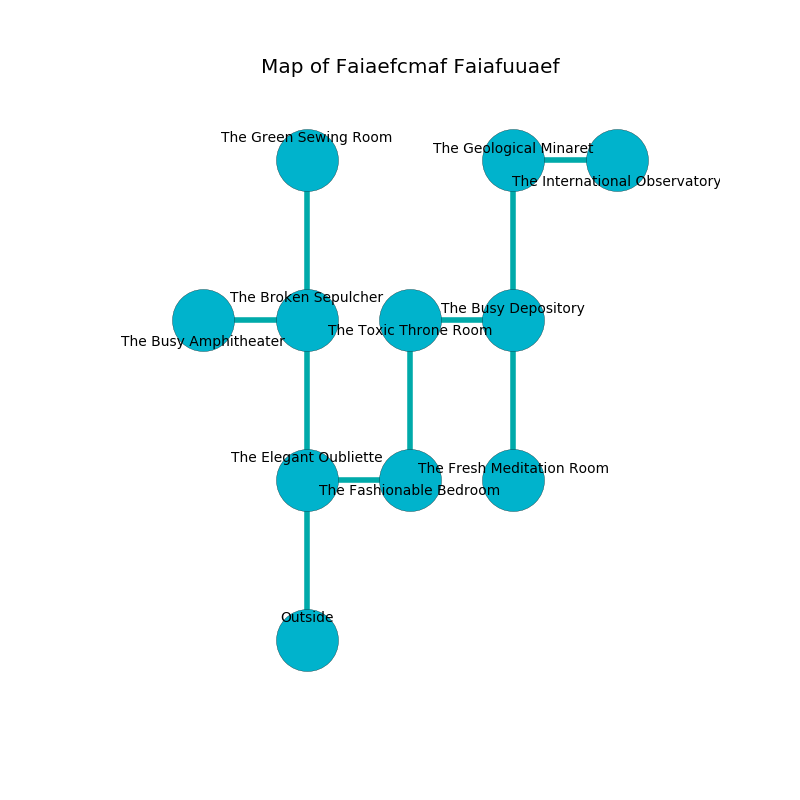 Map of Faiaefcmaf Faiafuuaef
The Green Sewing Room
The Geological Minaret
The International Observatory
The Broken Sepulcher
The Busy Depository
The Toxic Throne Room
The Busy Amphitheater
The Elegant Oubliette
The Fresh Meditation Room
The Fashionable Bedroom
Outside